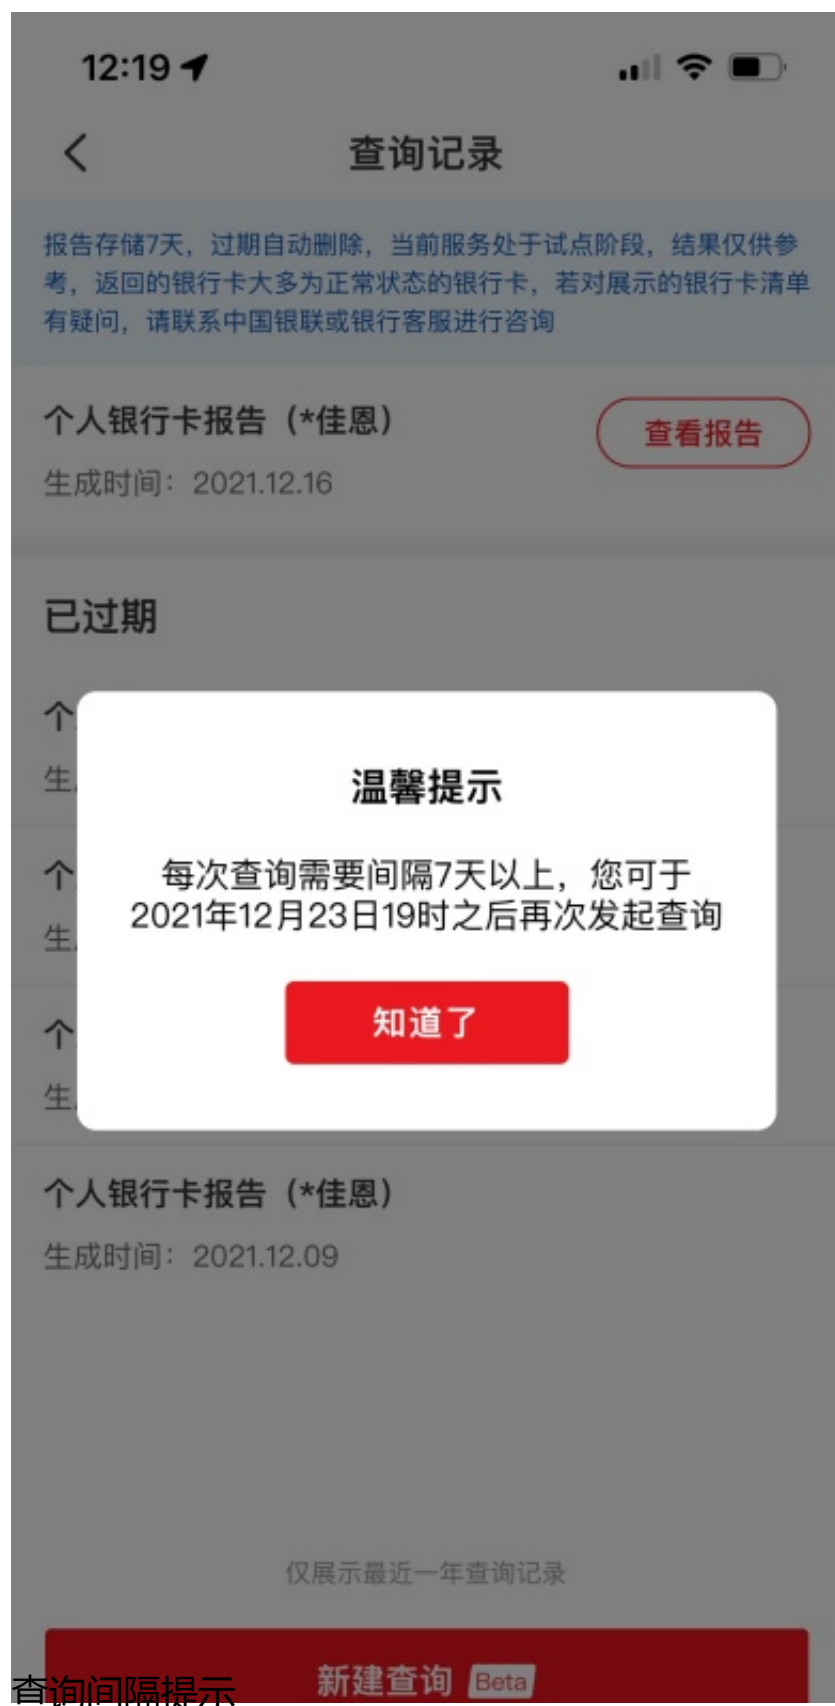 12:19
查询记录
报告存储7天，过期自动删除，当前服务处于试点阶段，结果仅供参
考，返回的银行卡大多为正常状态的银行卡，若对展示的银行卡清单
有疑问，请联系中国银联或银行客服进行咨询
个人银行卡报告（*佳恩）
查看报告
生成时间：2021.12.16
已过期
个
生
温馨提示
个
每次查询需要间隔7天以上，您可于
2021年12月23日19时之后再次发起查询
生
知道了
个
生
个人银行卡报告（*佳恩）
生成时间：2021.12.09
仅展示最近一年查询记录
新建查询 Beta
查询间隔提示